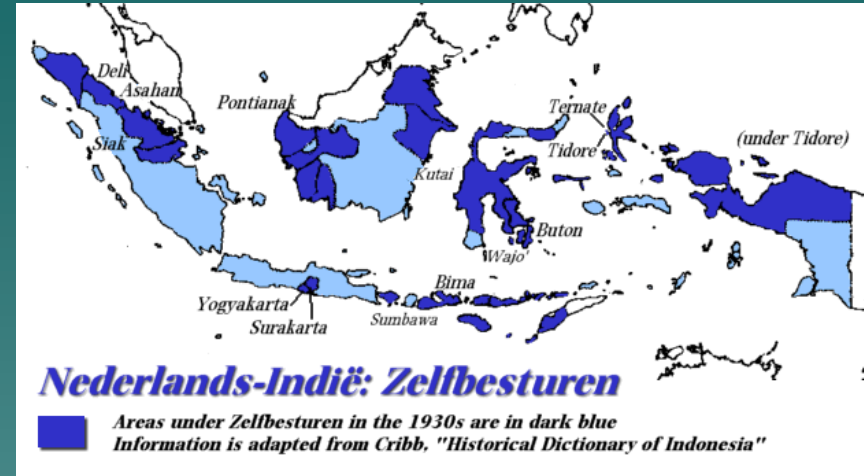 Deli
Asahan
Siak
Pontianak
Kutai
Ternate
Tidore
(under Tidore)
Buton
'Wajo'
Bima
Yogyakarta
Surakarta
Sumbawa
Nederlands-Indië: Zelfbesturen
Areas under Zelfbesturen in the 1930s are in dark blue
Information is adapted from Cribb, "Historical Dictionary of Indonesia"